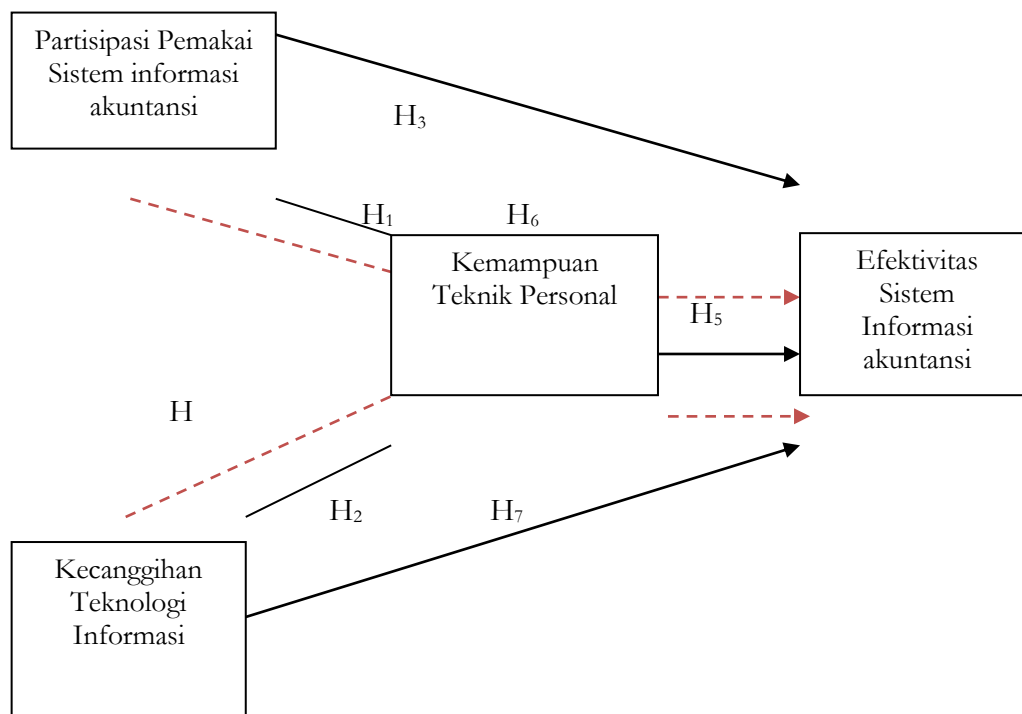 Partisipasi Pemakai
Sistem informasi
akuntansi
H₃
H₁
H₆
Kemampuan
Teknik Personal
Efektivitas
Sistem
Informasi
akuntansi
H₅
H
H₂
H₇
Kecanggihan
Teknologi
Informasi